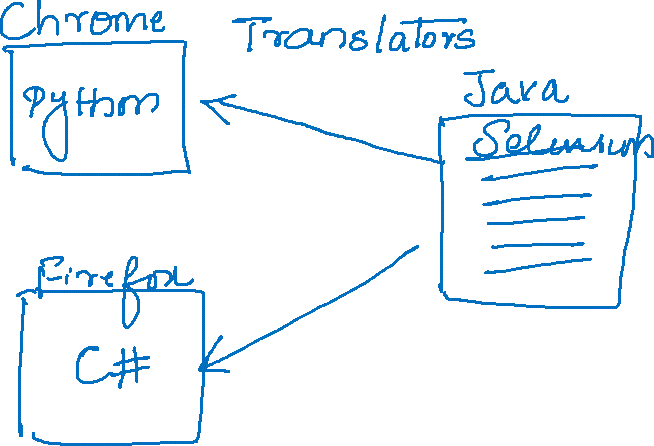 Chrome
Translators
Python
Java
Selenium
Firefox
C#